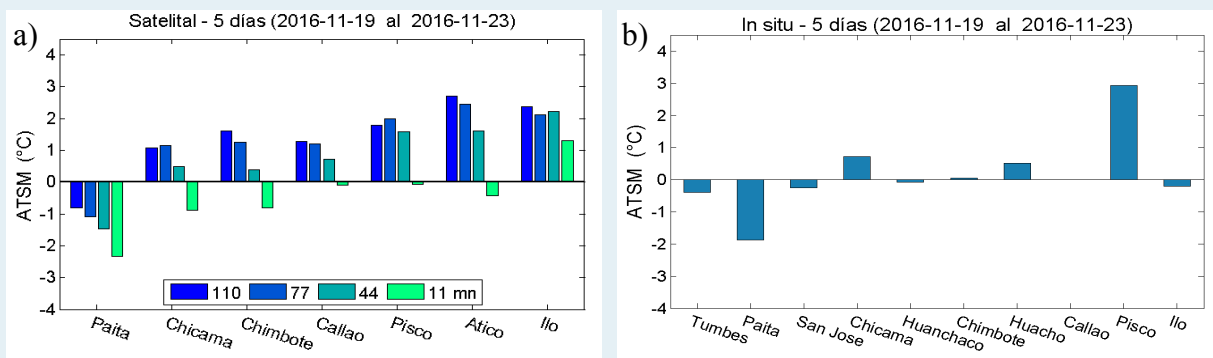 a)
Satelital - 5 días (2016-11-19 al 2016-11-23)
ATSM (°C)
4
3
2
1
0
-1
-2
-3
-4
110 77 44 11 mn
Paita Chicama Chimbote Callao Pisco Atico Ilo
b)
In situ - 5 días (2016-11-19 al 2016-11-23)
ATSM (°C)
4
3
2
1
0
-1
-2
-3
-4
Tumbes Paita San Jose Chicama Huanchaco Chimbote Huacho Callao Pisco Ilo